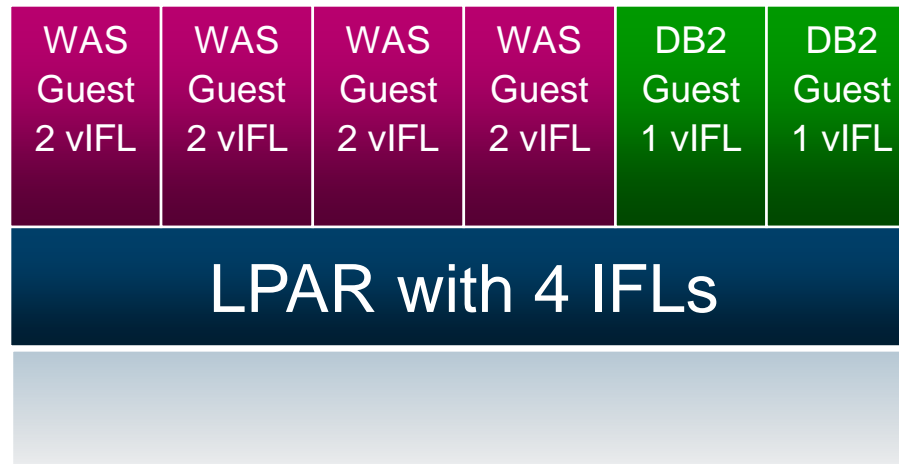 WAS
Guest
2 vIFL
WAS
Guest
2 vIFL
WAS
Guest
2 vIFL
WAS
Guest
2 vIFL
DB2
Guest
1 vIFL
DB2
Guest
1 vIFL
LPAR with 4 IFLs